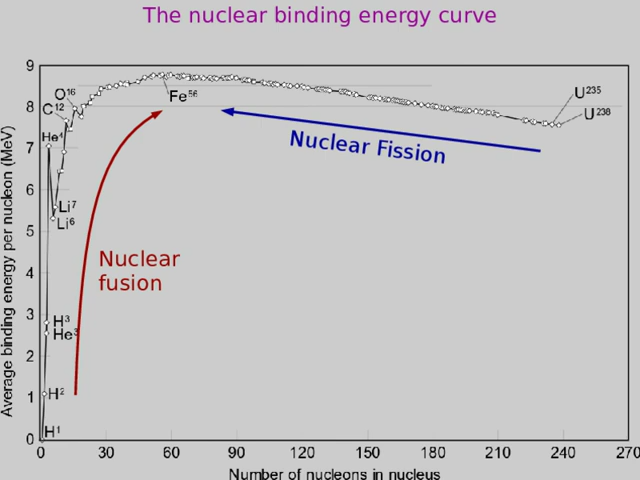 The nuclear binding energy curve
Average binding energy per nucleon (MeV)
9
8
7
6
5
4
3
2
1
0
O¹⁶
C¹²
He⁴
Li⁷
Li⁶
H³
He³
H²
H¹
Fe⁵⁶
U²³⁵
U²³⁸
Nuclear Fission
Nuclear
fusion
0 30 60 90 120 150 180 210 240 270
Number of nucleons in nucleus